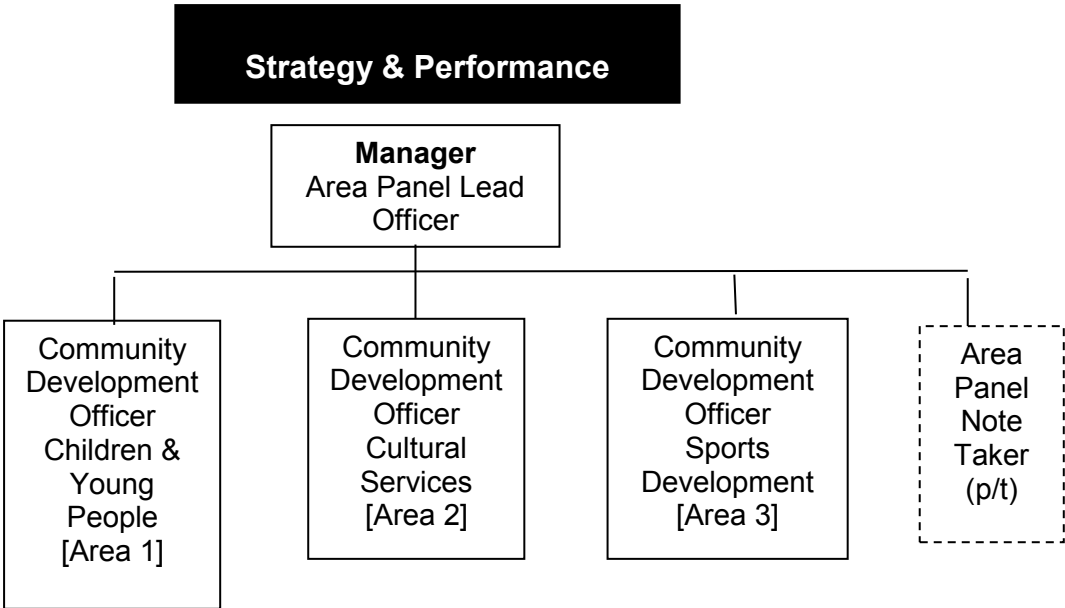 Strategy & Performance
Manager
Area Panel Lead
Officer
Community
Development
Officer
Children &
Young
People
[Area 1]
Community
Development
Officer
Cultural
Services
[Area 2]
Community
Development
Officer
Sports
Development
[Area 3]
Area
Panel
Note
Taker
(p/t)